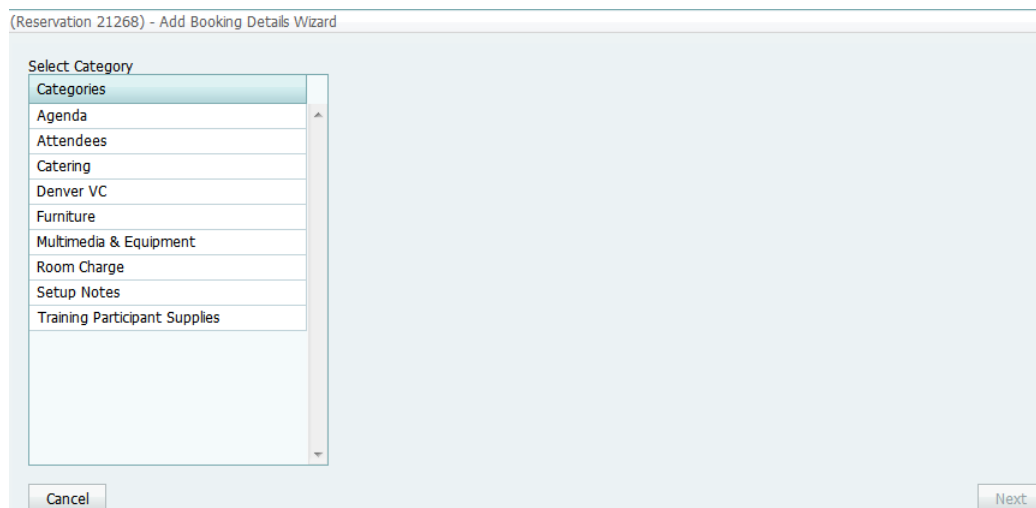 (Reservation 21268) - Add Booking Details Wizard
Select Category
Categories
Agenda
Attendees
Catering
Denver VC
Furniture
Multimedia & Equipment
Room Charge
Setup Notes
Training Participant Supplies
Cancel
Next